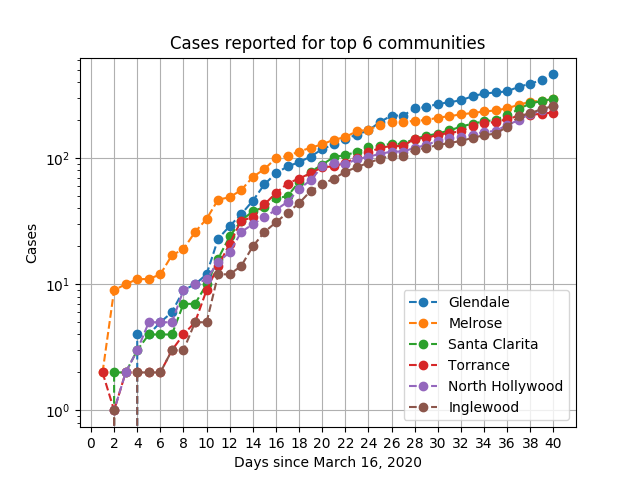 Cases reported for top 6 communities
Cases
10²
10¹
10⁰
Glendale
Melrose
Santa Clarita
Torrance
North Hollywood
Inglewood
0 2 4 6 8 10 12 14 16 18 20 22 24 26 28 30 32 34 36 38 40
Days since March 16, 2020